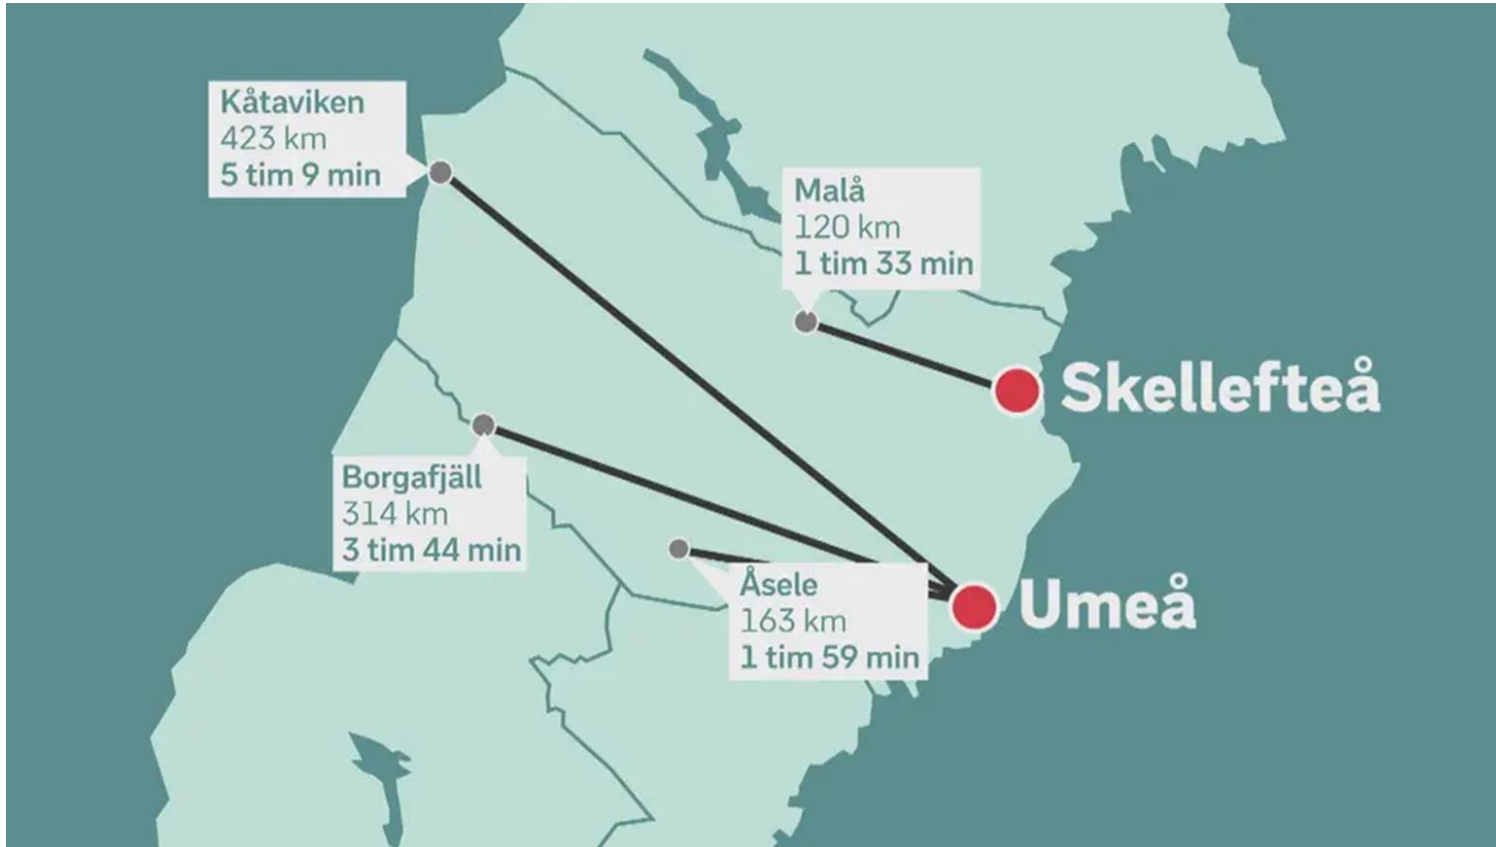 Kåtaviken
423 km
5 tim 9 min
Malå
120 km
1 tim 33 min
Skellefteå
Borgafjäll
314 km
3 tim 44 min
Åsele
163 km
1 tim 59 min
Umeå